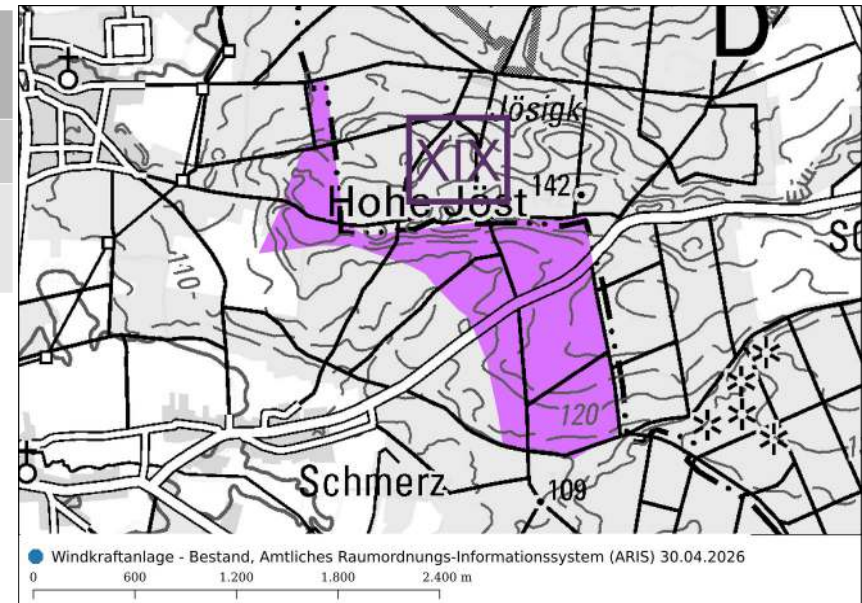 D
Jösigk
XIX
142
Hohe Jöst
110
120
Schmerz
109
Windkraftanlage - Bestand, Amtliches Raumordnungs-Informationssystem (ARIS) 30.04.2026
0 600 1.200 1.800 2.400 m